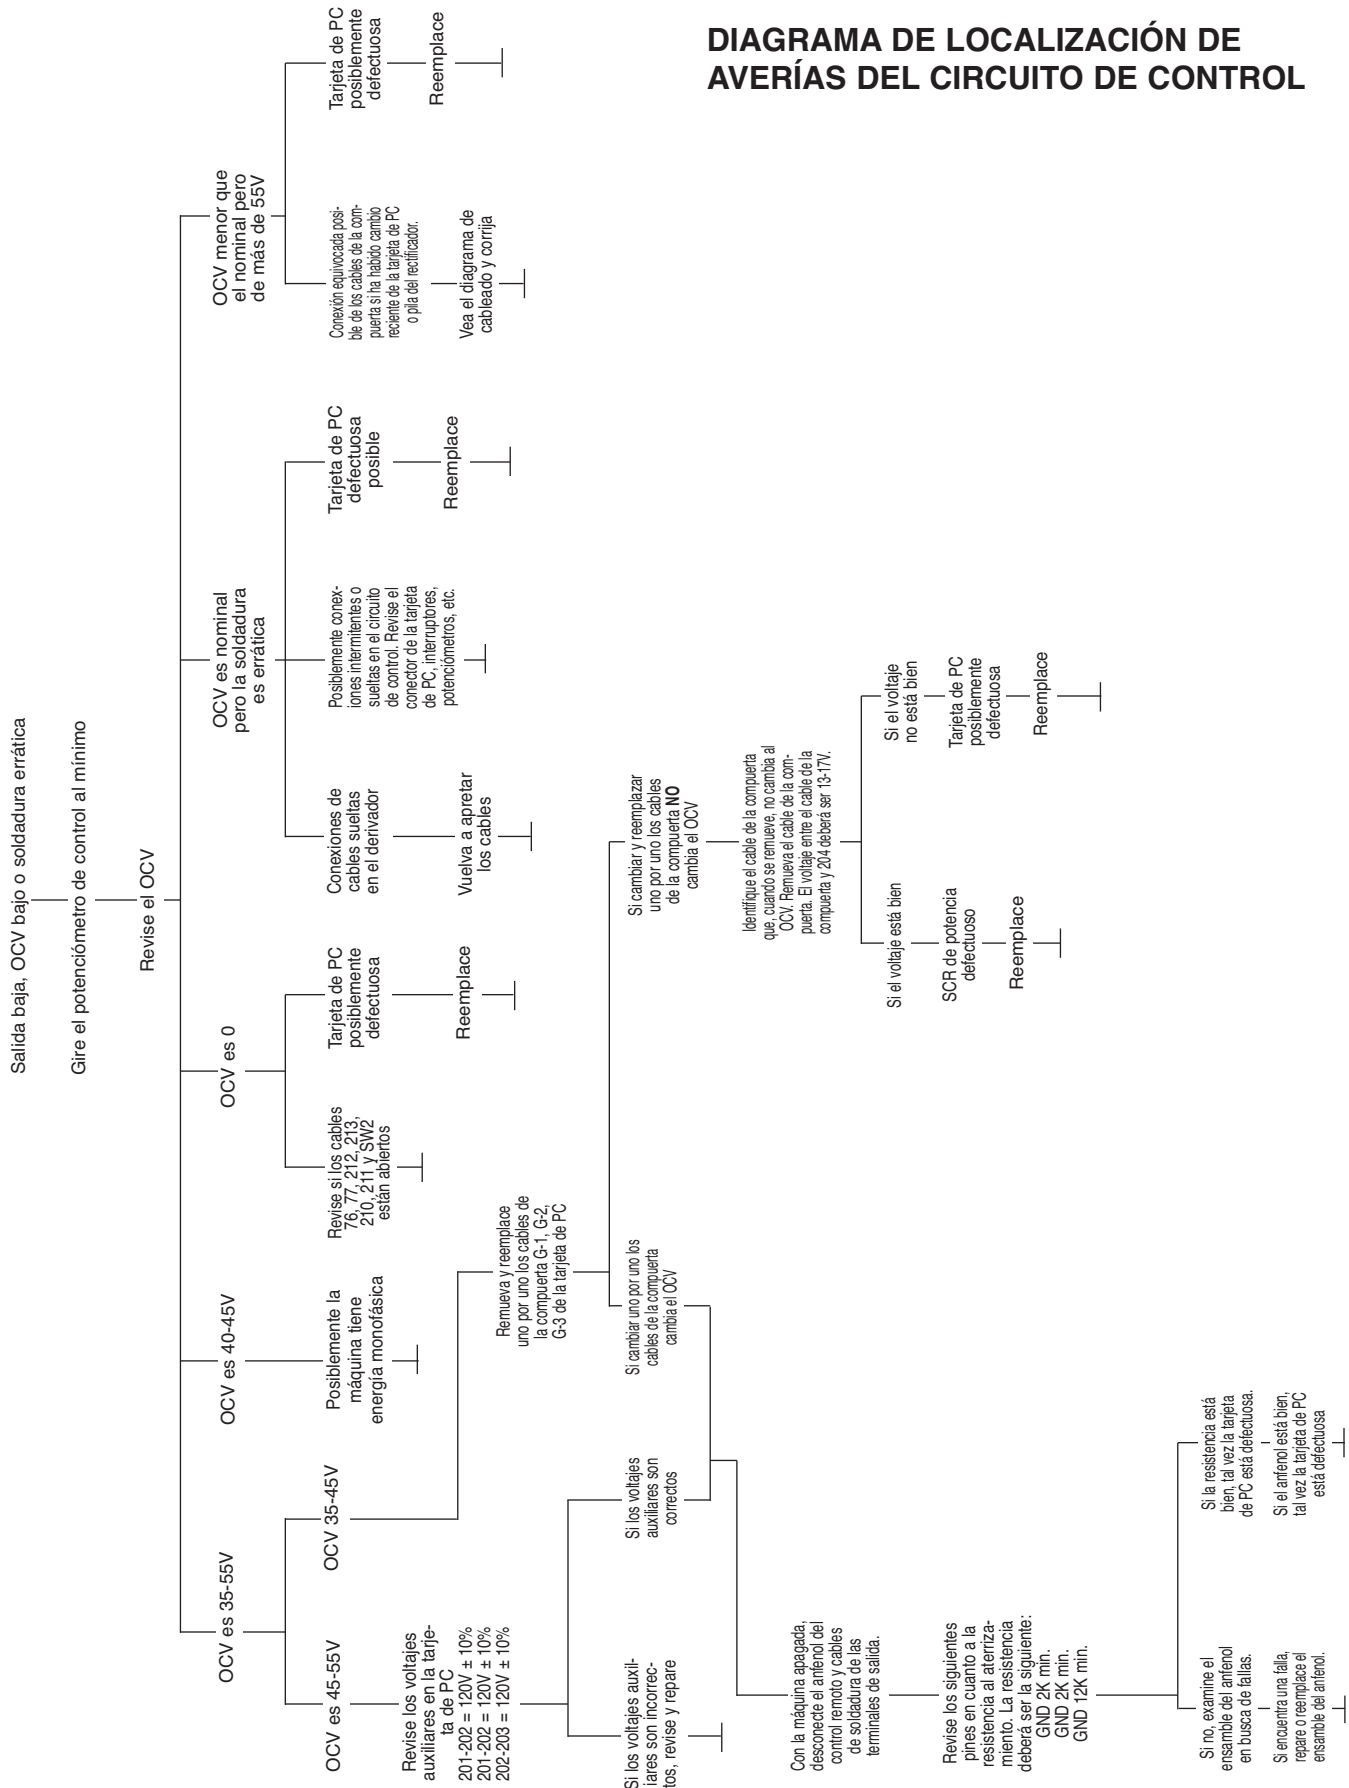 DIAGRAMA DE LOCALIZACIÓN DE
AVERÍAS DEL CIRCUITO DE CONTROL
Salida baja, OCV bajo o soldadura errática
Gire el potenciómetro de control al mínimo
Revise el OCV
OCV es 35-55V
OCV es 45-55V
Revise los voltajes
auxiliares en la tarje-
ta de PC
201-202 = 120V ± 10%
201-202 = 120V ± 10%
202-203 = 120V ± 10%
Si los voltajes auxil-
iares son incorrec-
tos, revise y repare
Si los voltajes
auxiliares son
correctos
OCV 35-45V
Remueva y reemplace
uno por uno los cables de
la compuerta G-1, G-2,
G-3 de la tarjeta de PC
Si cambiar uno por uno los
cables de la compuerta
cambia el OCV
Con la máquina apagada,
desconecte el anfenol del
control remoto y cables
de soldadura de las
terminales de salida.
Revise los siguientes
pines en cuanto a la
resistencia al aterriza-
miento. La resistencia
deberá ser la siguiente:
GND 2K min.
GND 2K min.
GND 12K min.
Si no, examine el
ensamble del anfenol
en busca de fallas.
Si encuentra una falla,
repare o reemplace el
ensamble del anfenol.
Si la resistencia está
bien, tal vez la tarjeta
de PC está defectuosa.
Si el anfenol está bien,
tal vez la tarjeta de PC
está defectuosa
Si cambiar y reemplazar
uno por uno los cables
de la compuerta NO
cambia el OCV
Identifique el cable de la compuerta
que, cuando se remueve, no cambia al
OCV. Remueva el cable de la com-
puerta. El voltaje entre el cable de la
compuerta y 204 deberá ser 13-17V.
Si el voltaje está bien
SCR de potencia
defectuoso
Reemplace
Si el voltaje
no está bien
Tarjeta de PC
posiblemente
defectuosa
Reemplace
OCV es 40-45V
Posiblemente la
máquina tiene
energía monofásica
OCV es 0
Revise si los cables
76, 77, 212, 213,
210, 211 y SW2
están abiertos
Tarjeta de PC
posiblemente
defectuosa
Reemplace
OCV es nominal
pero la soldadura
es errática
Conexiones de
cables sueltas
en el derivador
Vuelva a apretar
los cables
Posiblemente conex-
iones intermitentes o
sueltas en el circuito
de control. Revise el
conector de la tarjeta
de PC, interruptores,
potenciómetros, etc.
Tarjeta de PC
defectuosa
posible
Reemplace
OCV menor que
el nominal pero
de más de 55V
Conexión equivocada posi-
ble de los cables de la com-
puerta si ha habido cambio
reciente de la tarjeta de PC
o pila del rectificador.
Vea el diagrama de
cableado y corrija
Tarjeta de PC
posiblemente
defectuosa
Reemplace